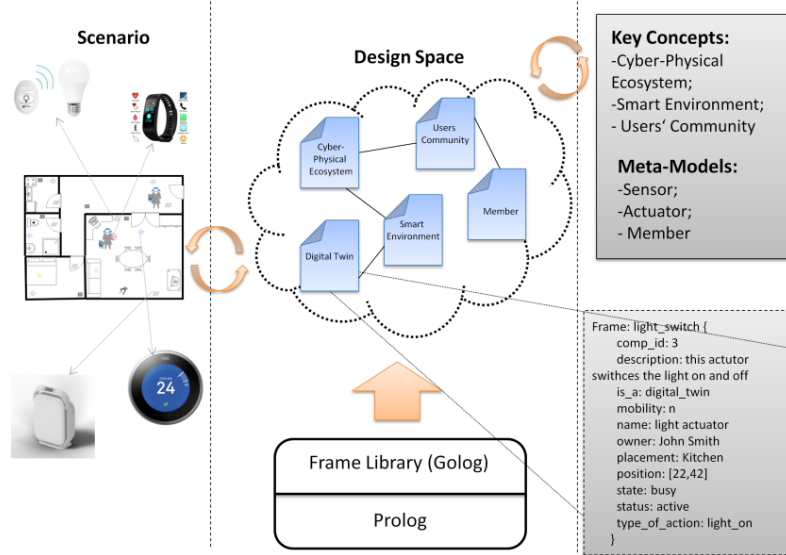 Scenario
24
Design Space
Cyber-
Physical
Ecosystem
Users
Community
Smart
Environment
Member
Digital Twin
Frame Library (Golog)
Prolog
Key Concepts:
-Cyber-Physical
Ecosystem;
-Smart Environment;
- Users‘ Community
Meta-Models:
-Sensor;
-Actuator;
- Member
Frame: light_switch {
comp_id: 3
description: this actutor
swithces the light on and off
is_a: digital_twin
mobility: n
name: light actuator
owner: John Smith
placement: Kitchen
position: [22,42]
state: busy
status: active
type_of_action: light_on
}